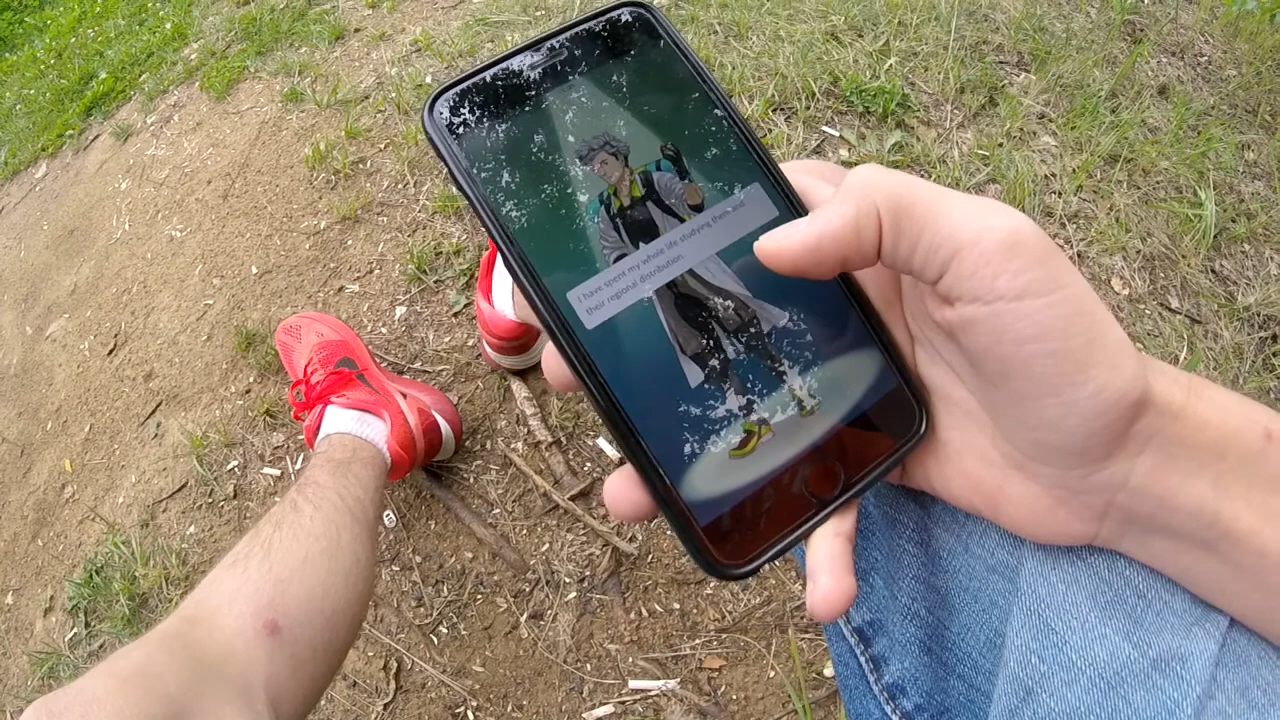 I have spent my whole life studying them and
their regional distribution.